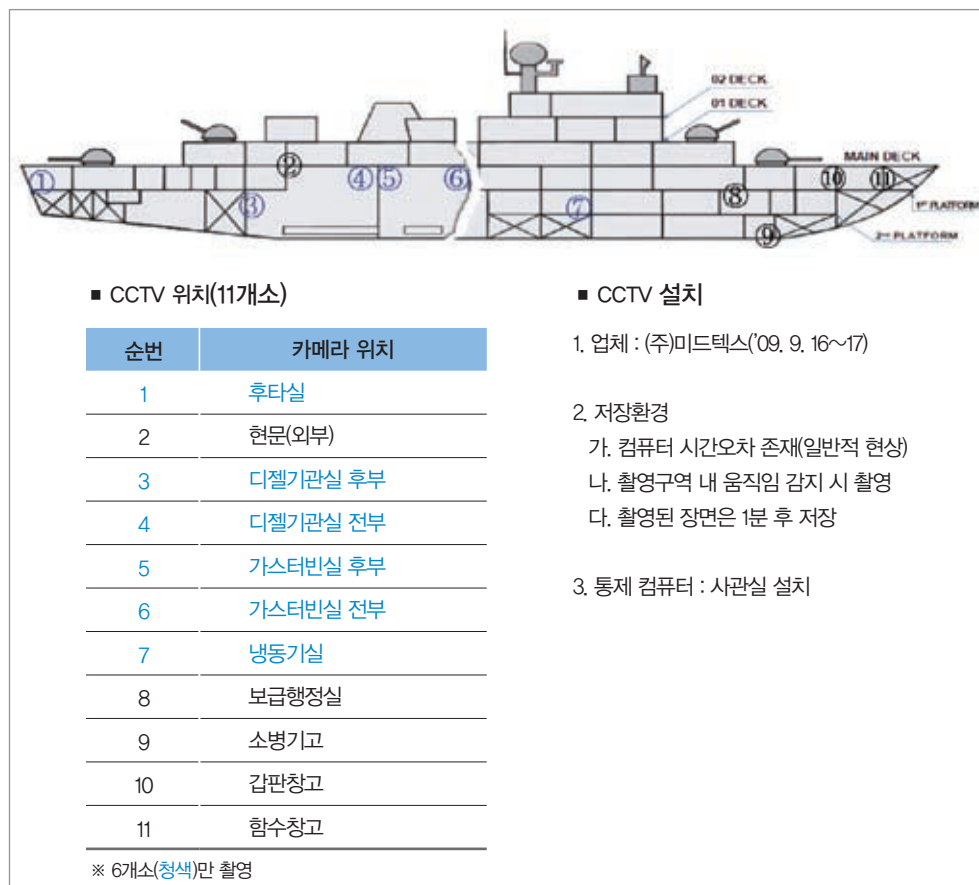 02 DECK
01 DECK
MAIN DECK
① ② ③ ④ ⑤ ⑥ ⑦ ⑧ ⑨ ⑩ ⑪
1ST PLATFORM
2ND PLATFORM
■ CCTV 위치(11개소)
순번 카메라 위치
1 후타실
2 현문(외부)
3 디젤기관실 후부
4 디젤기관실 전부
5 가스터빈실 후부
6 가스터빈실 전부
7 냉동기실
8 보급행정실
9 소병기고
10 갑판창고
11 함수창고
※ 6개소(청색)만 촬영
■ CCTV 설치
1. 업체 : (주)미드텍스('09. 9. 16~17)
2. 저장환경
가. 컴퓨터 시간오차 존재(일반적 현상)
나. 촬영구역 내 움직임 감지 시 촬영
다. 촬영된 장면은 1분 후 저장
3. 통제 컴퓨터 : 사관실 설치